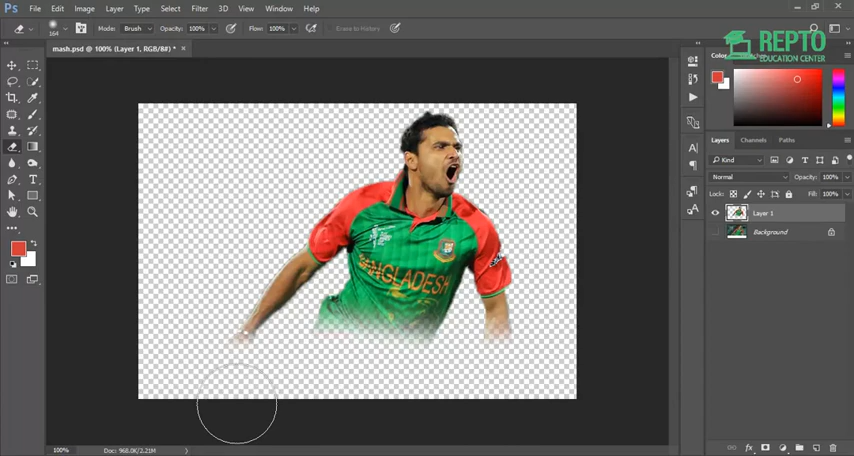 Ps File Edit Image Layer Type Select Filter 3D View Window Help
164 Mode: Brush Opacity: 100% Flow: 100% Erase to History
REPTO
EDUCATION CENTER
mash.psd @ 100% (Layer 1, RGB/8#) *
Color
Layers Channels Paths
Kind
Normal Opacity: 100%
Lock: Fill: 100%
Layer 1
Background
BANGLADESH
100% Doc: 968.0K/2.21M